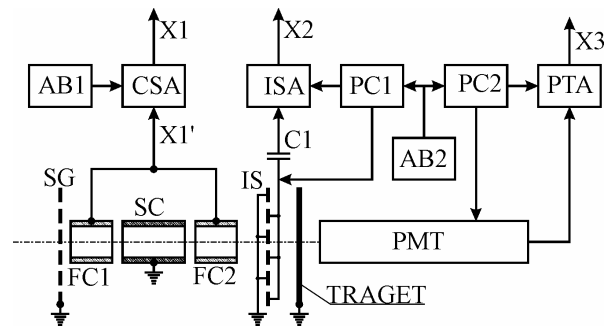 X1
X2
X3
AB1
CSA
ISA
PC1
PC2
PTA
X1'
C1
AB2
SG
SC
IS
PMT
FC1
FC2
TRAGET